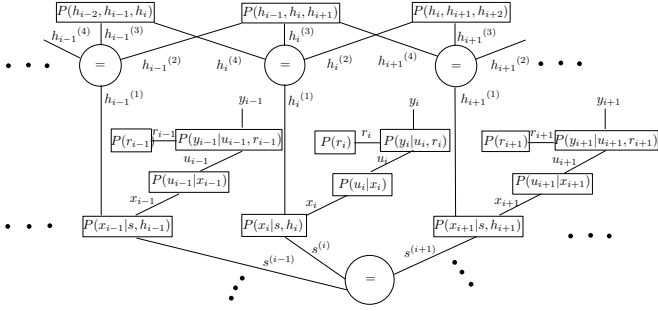 P(h_{i-2}, h_{i-1}, h_i) P(h_{i-1}, h_i, h_{i+1}) P(h_i, h_{i+1}, h_{i+2})
h_{i-1}^{(4)} h_{i-1}^{(3)} h_i^{(3)} h_{i+1}^{(3)}
= h_{i-1}^{(2)} h_i^{(4)} = h_i^{(2)} h_{i+1}^{(4)} = h_{i+1}^{(2)}
h_{i-1}^{(1)} h_i^{(1)} h_{i+1}^{(1)}
y_{i-1} y_i y_{i+1}
P(r_{i-1}) r_{i-1} P(y_{i-1}|u_{i-1}, r_{i-1}) P(r_i) r_i P(y_i|u_i, r_i) P(r_{i+1}) r_{i+1} P(y_{i+1}|u_{i+1}, r_{i+1})
u_{i-1} u_i u_{i+1}
P(u_{i-1}|x_{i-1}) P(u_i|x_i) P(u_{i+1}|x_{i+1})
x_{i-1} x_i x_{i+1}
P(x_{i-1}|s, h_{i-1}) P(x_i|s, h_i) P(x_{i+1}|s, h_{i+1})
s^{(i-1)} s^{(i)} s^{(i+1)}
=